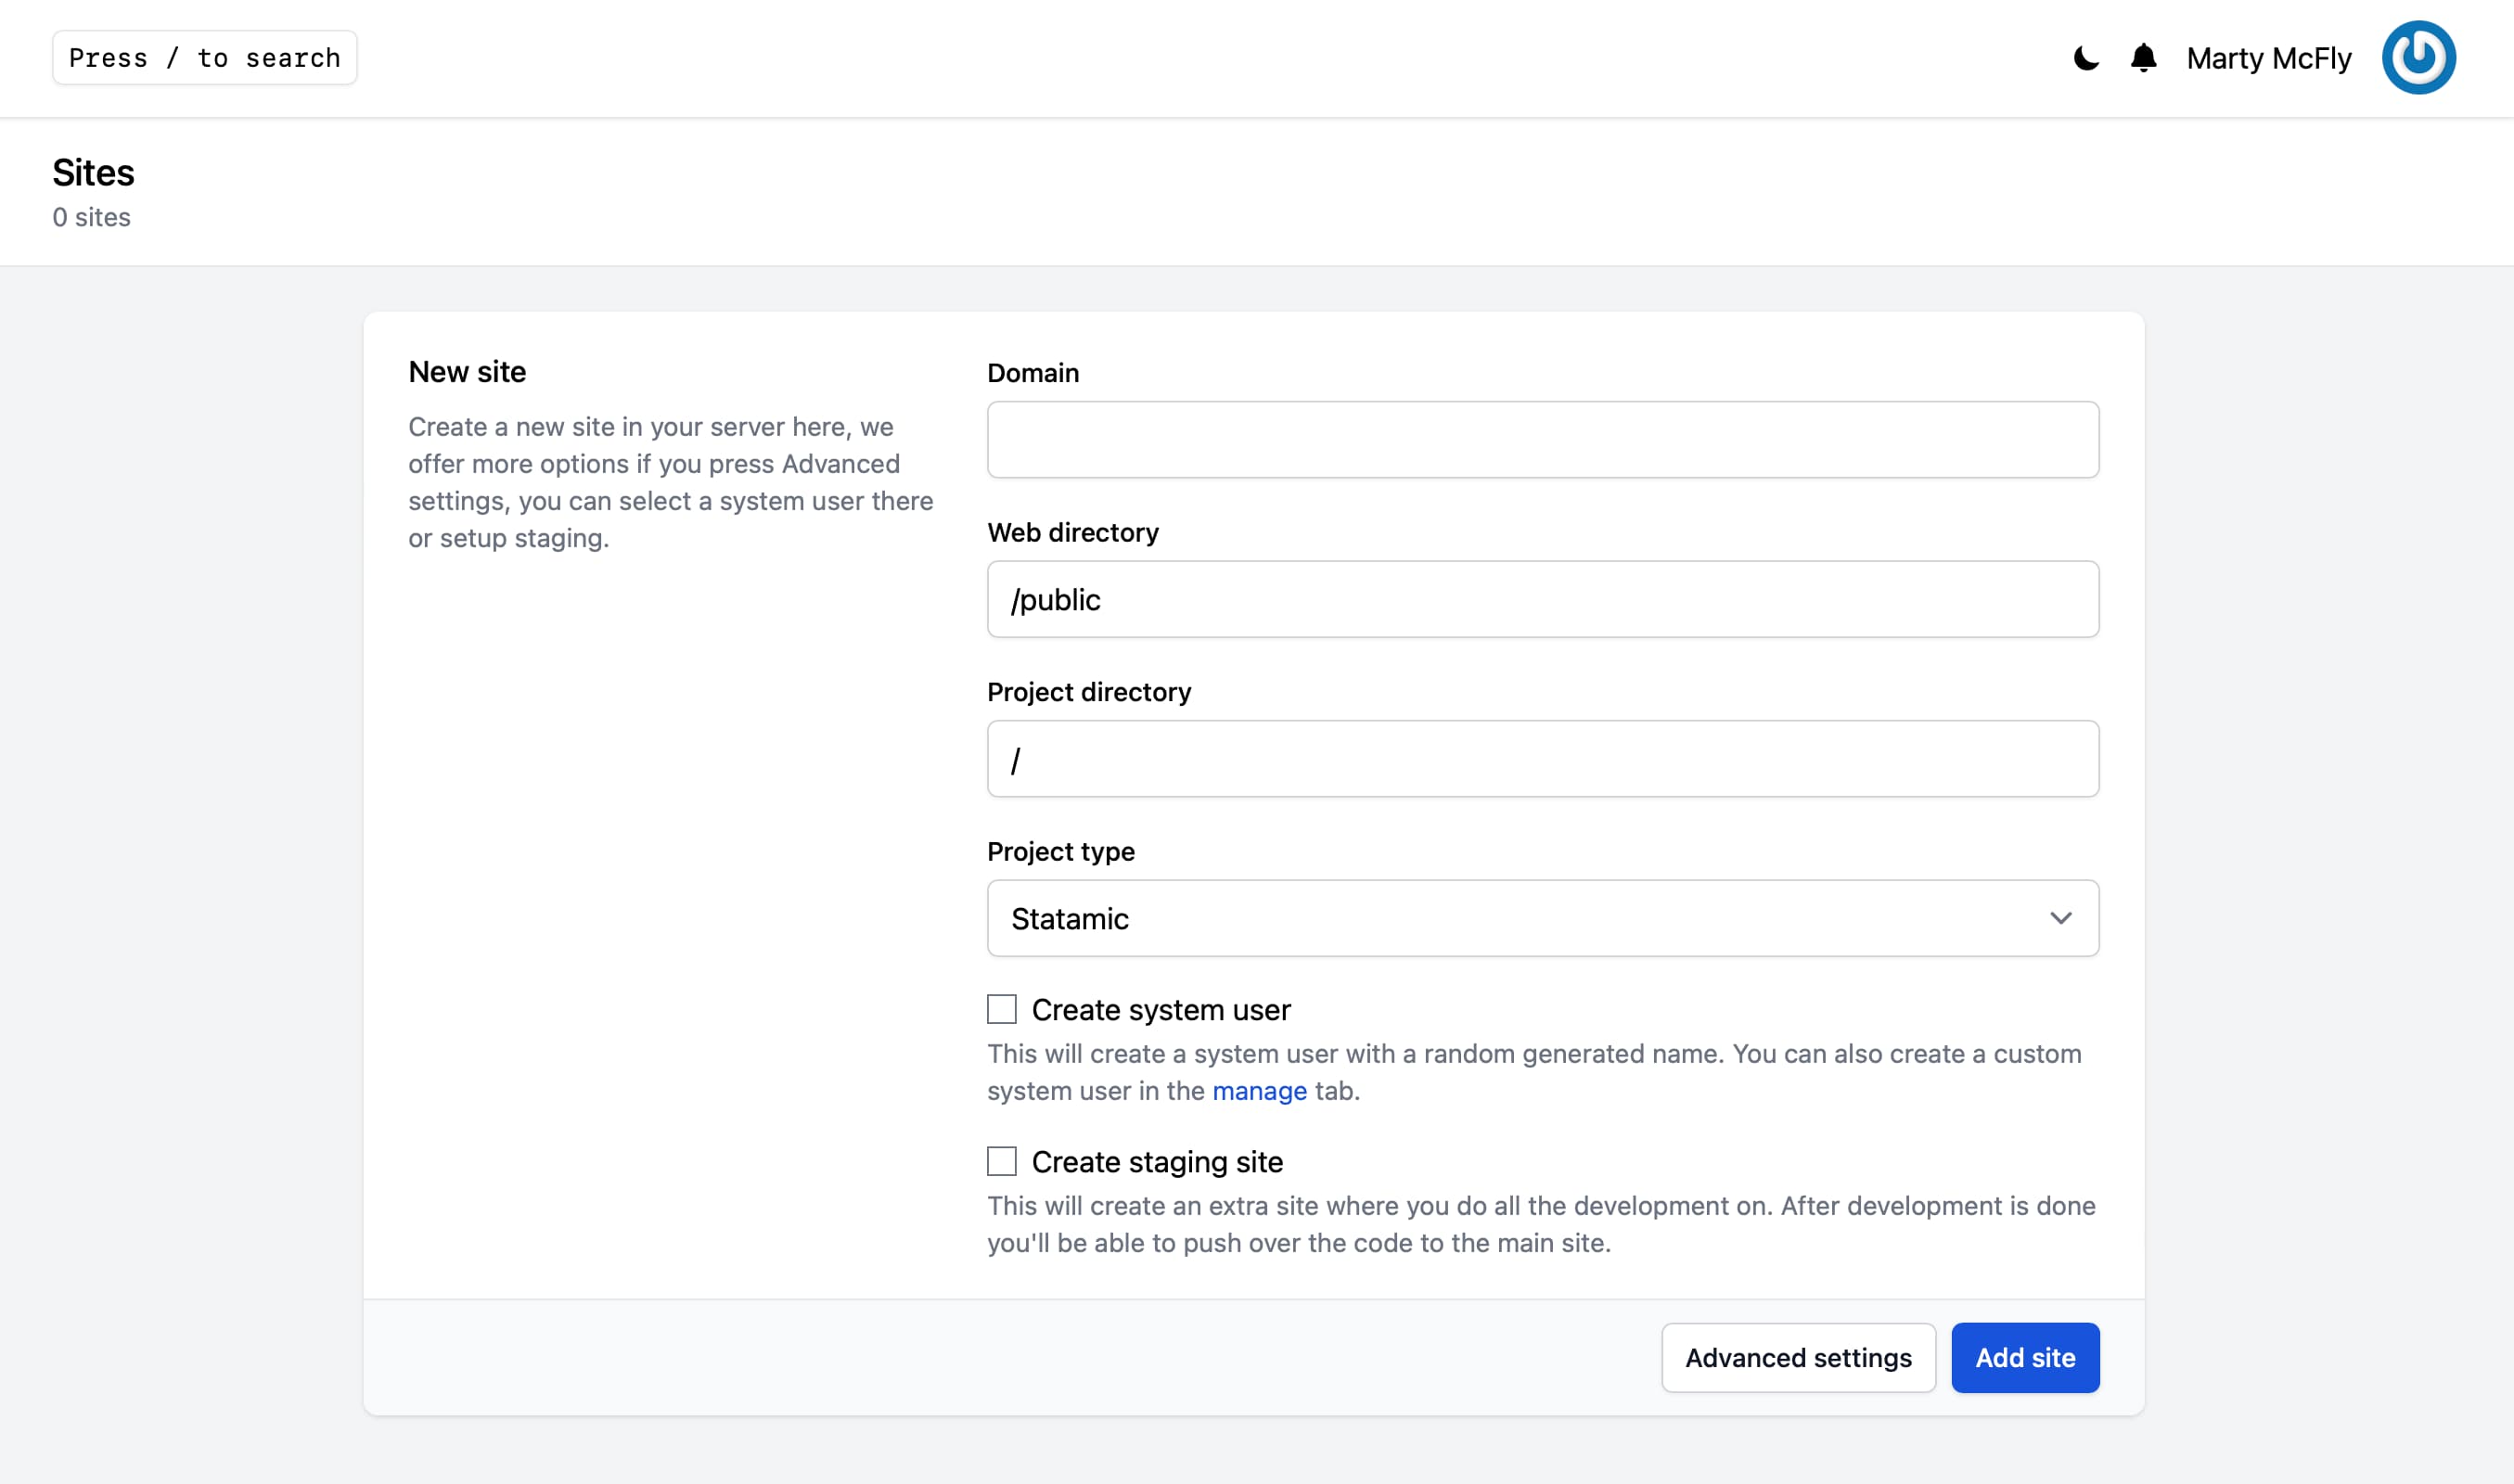 Press / to search
Marty McFly
Sites
0 sites
New site
Create a new site in your server here, we
offer more options if you press Advanced
settings, you can select a system user there
or setup staging.
Domain
Web directory
/public
Project directory
/
Project type
Statamic
Create system user
This will create a system user with a random generated name. You can also create a custom
system user in the manage tab.
Create staging site
This will create an extra site where you do all the development on. After development is done
you'll be able to push over the code to the main site.
Advanced settings
Add site